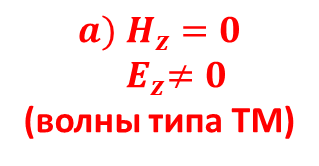 а) H_z = 0
E_z ≠ 0
(волны типа ТМ)